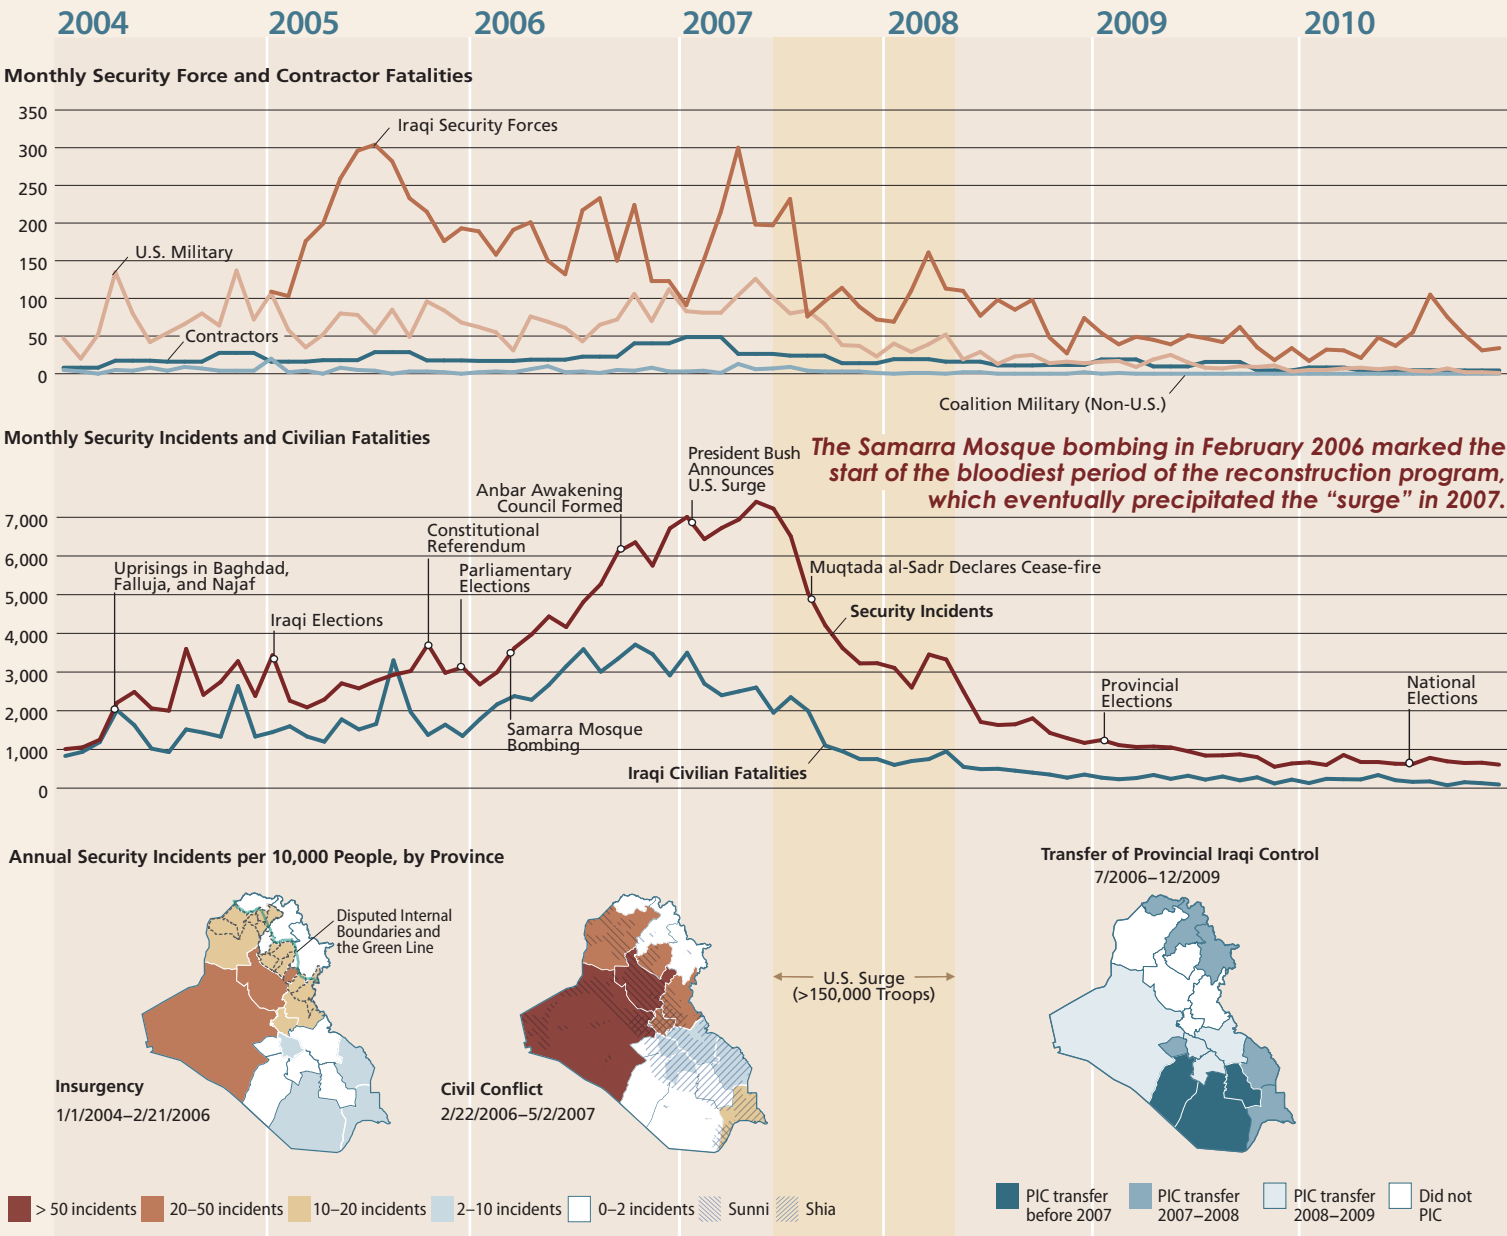 2004 2005 2006 2007 2008 2009 2010
Monthly Security Force and Contractor Fatalities
350
300
250
200
150
100
50
0
Iraqi Security Forces
U.S. Military
Contractors
Coalition Military (Non-U.S.)
Monthly Security Incidents and Civilian Fatalities
The Samarra Mosque bombing in February 2006 marked the
start of the bloodiest period of the reconstruction program,
which eventually precipitated the “surge” in 2007.
7,000
6,000
5,000
4,000
3,000
2,000
1,000
0
Uprisings in Baghdad,
Falluja, and Najaf
Iraqi Elections
Constitutional
Referendum
Parliamentary
Elections
Anbar Awakening
Council Formed
President Bush
Announces
U.S. Surge
Samarra Mosque
Bombing
Muqtada al-Sadr Declares Cease-fire
Security Incidents
Iraqi Civilian Fatalities
Provincial
Elections
National
Elections
Annual Security Incidents per 10,000 People, by Province
Disputed Internal
Boundaries and
the Green Line
Insurgency
1/1/2004–2/21/2006
Civil Conflict
2/22/2006–5/2/2007
U.S. Surge
(>150,000 Troops)
Transfer of Provincial Iraqi Control
7/2006–12/2009
> 50 incidents
20–50 incidents
10–20 incidents
2–10 incidents
0–2 incidents
Sunni
Shia
PIC transfer
before 2007
PIC transfer
2007–2008
PIC transfer
2008–2009
Did not
PIC